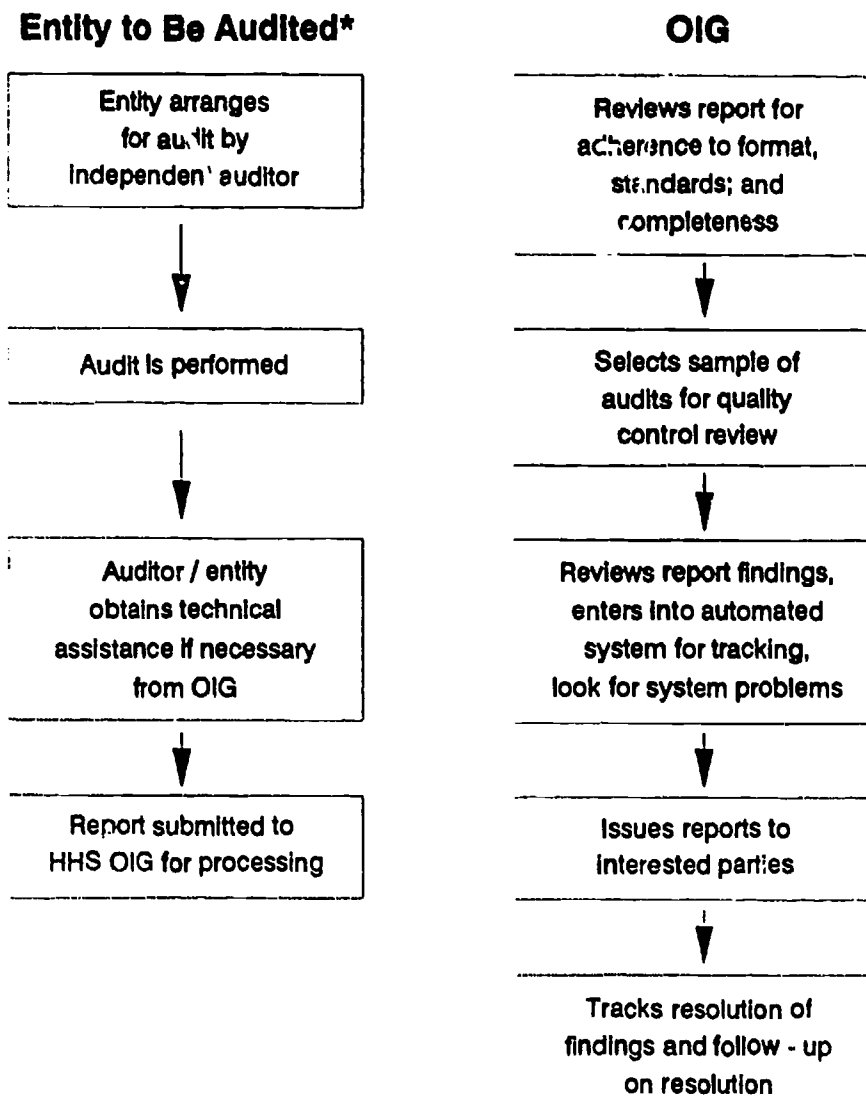 Entity to Be Audited*
Entity arranges
for audit by
independent auditor
Audit is performed
Auditor / entity
obtains technical
assistance if necessary
from OIG
Report submitted to
HHS OIG for processing
OIG
Reviews report for
adherence to format,
standards; and
completeness
Selects sample of
audits for quality
control review
Reviews report findings,
enters into automated
system for tracking,
look for system problems
Issues reports to
interested parties
Tracks resolution of
findings and follow - up
on resolution